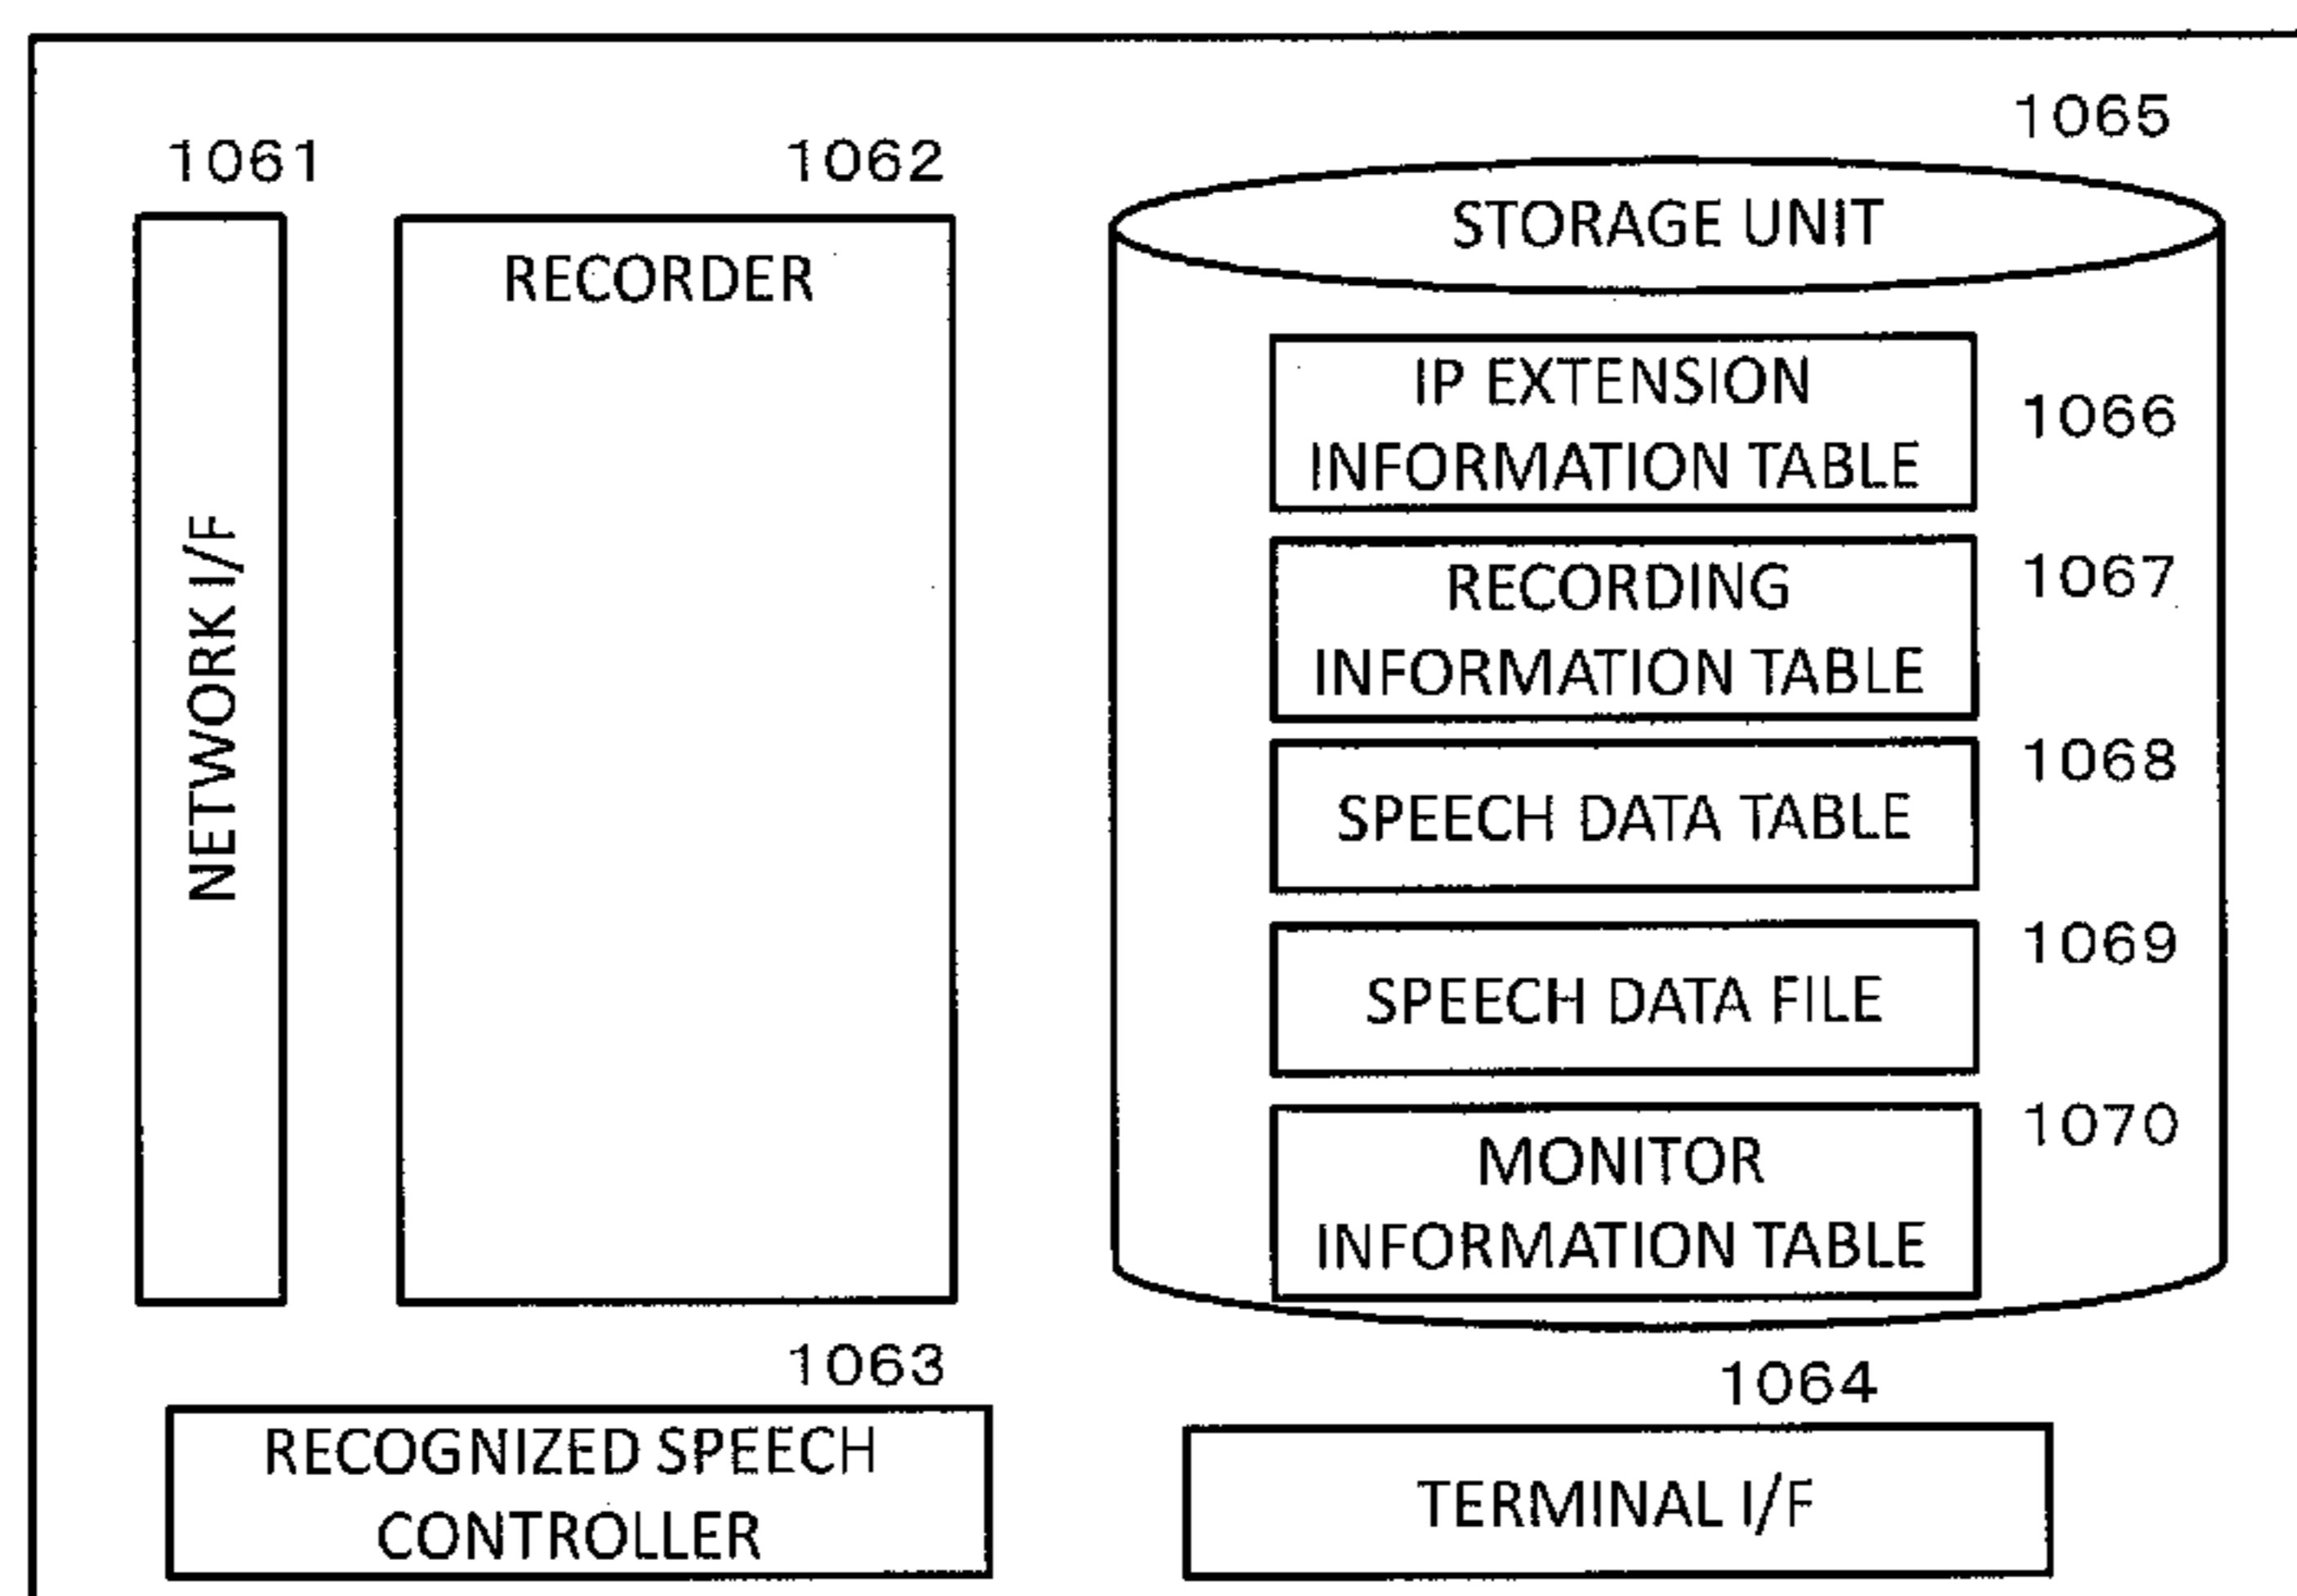 1061
NETWORK I/F
1062
RECORDER
1065
STORAGE UNIT
IP EXTENSION
INFORMATION TABLE
1066
RECORDING
INFORMATION TABLE
1067
SPEECH DATA TABLE
1068
SPEECH DATA FILE
1069
MONITOR
INFORMATION TABLE
1070
1063
RECOGNIZED SPEECH
CONTROLLER
1064
TERMINAL I/F